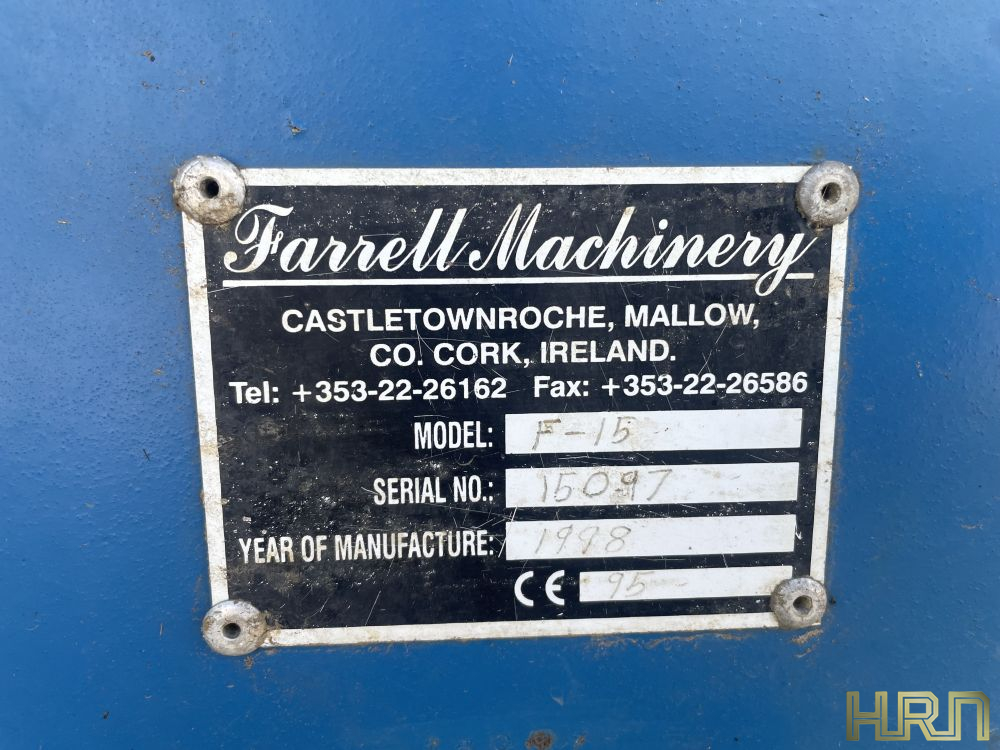 Farrell Machinery
CASTLETOWNROCHE, MALLOW,
CO. CORK, IRELAND.
Tel: +353-22-26162 Fax: +353-22-26586
MODEL: F-15
SERIAL NO.: 15097
YEAR OF MANUFACTURE: 1998
CE 95
HRN